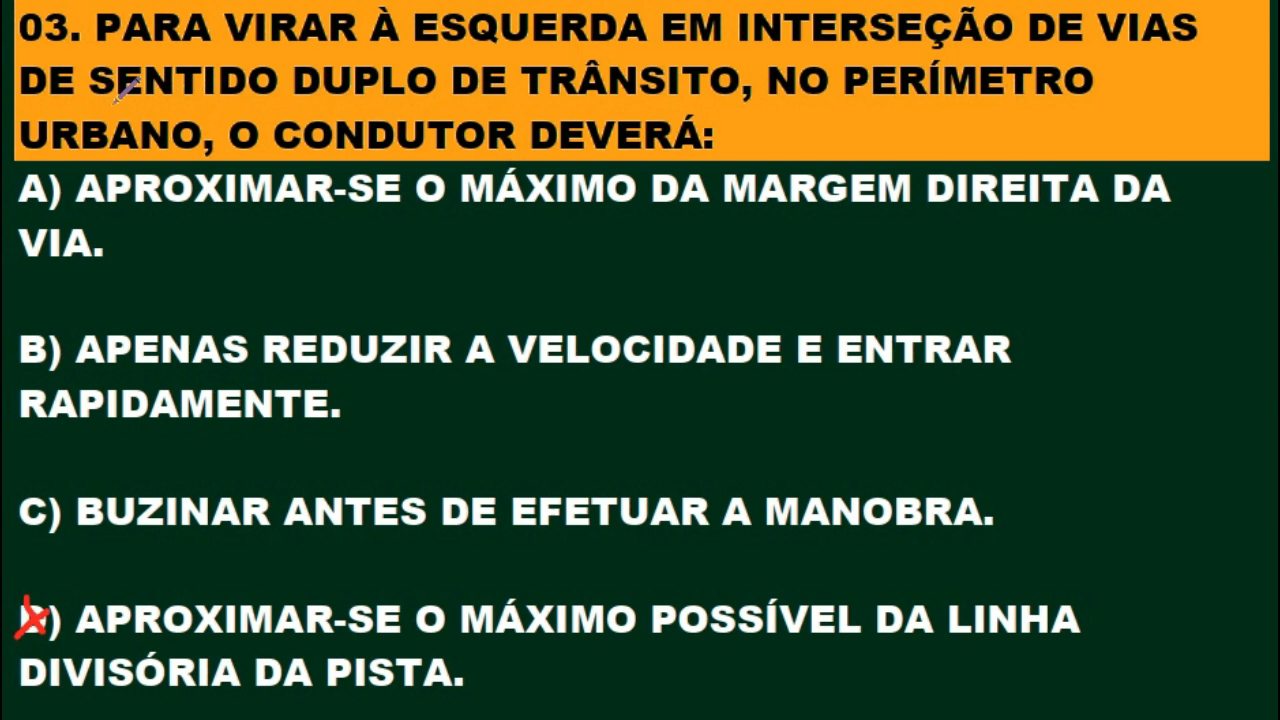 03. PARA VIRAR À ESQUERDA EM INTERSEÇÃO DE VIAS
DE SENTIDO DUPLO DE TRÂNSITO, NO PERÍMETRO
URBANO, O CONDUTOR DEVERÁ:
A) APROXIMAR-SE O MÁXIMO DA MARGEM DIREITA DA
VIA.
B) APENAS REDUZIR A VELOCIDADE E ENTRAR
RAPIDAMENTE.
C) BUZINAR ANTES DE EFETUAR A MANOBRA.
D) APROXIMAR-SE O MÁXIMO POSSÍVEL DA LINHA
DIVISÓRIA DA PISTA.